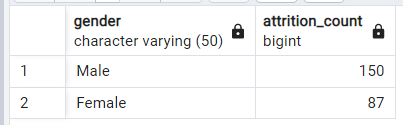 gender attrition_count
character varying (50) bigint
1 Male 150
2 Female 87